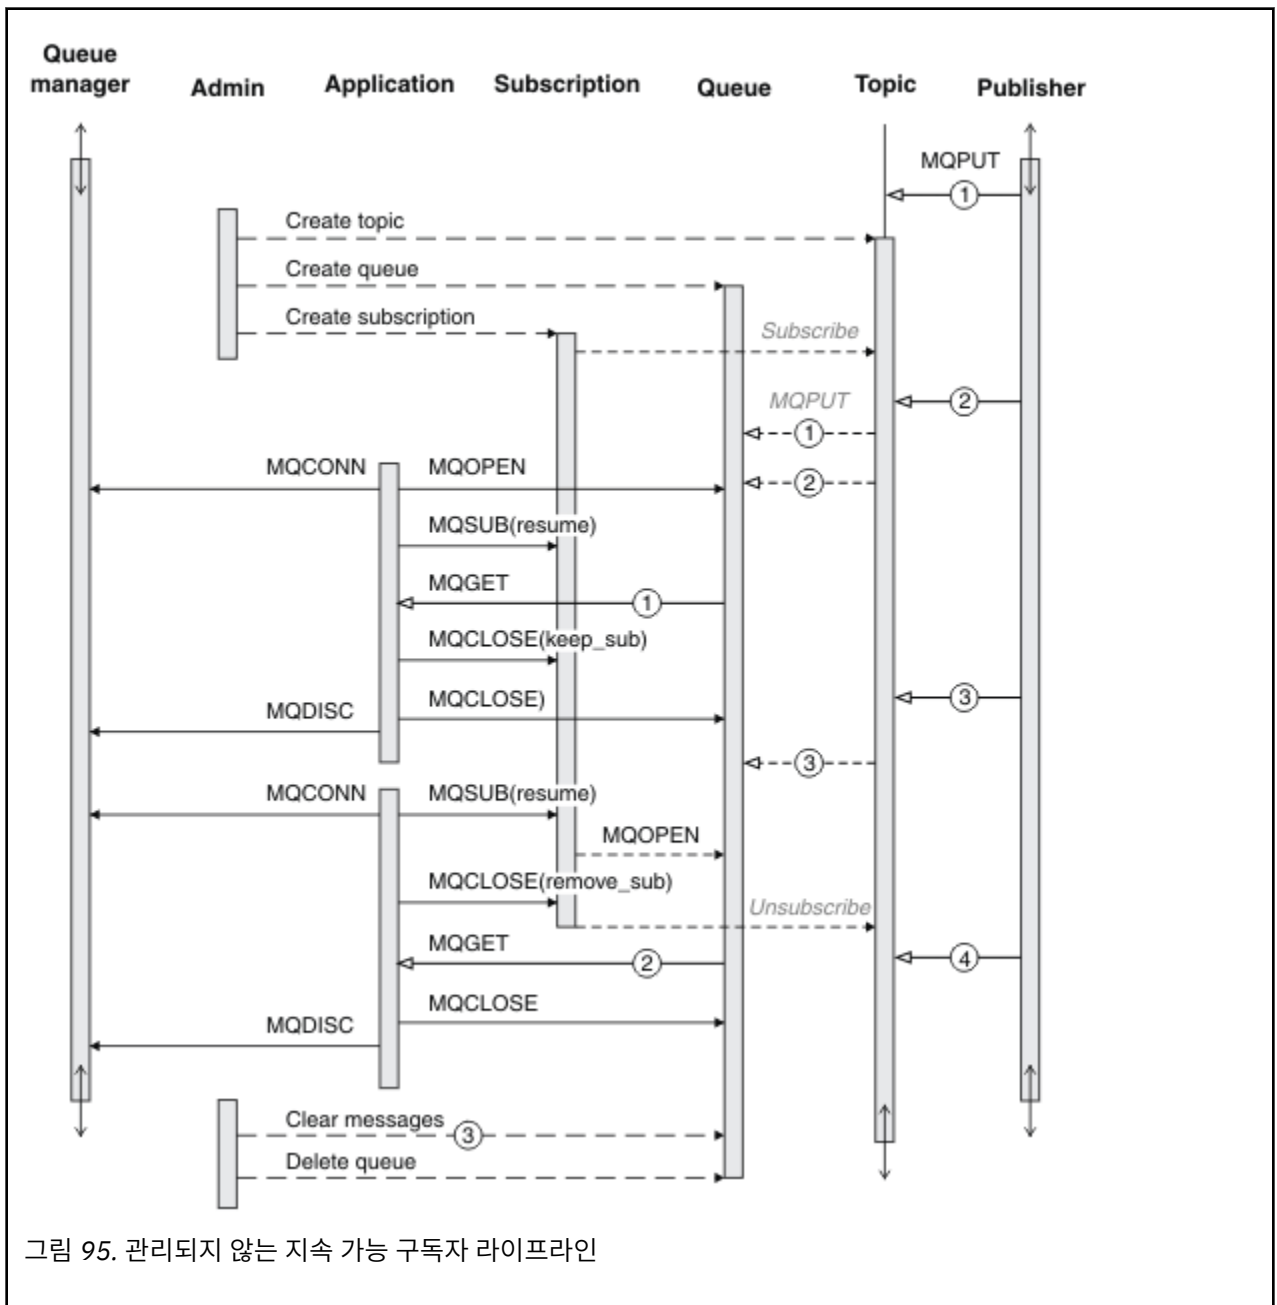 Queue
manager
Admin
Application
Subscription
Queue
Topic
Publisher
MQPUT
1
Create topic
Create queue
Create subscription
Subscribe
MQPUT
2
1
MQCONN
MQOPEN
2
MQSUB(resume)
MQGET
1
MQCLOSE(keep_sub)
MQDISC
MQCLOSE)
3
3
MQCONN
MQSUB(resume)
MQOPEN
MQCLOSE(remove_sub)
Unsubscribe
MQGET
2
4
MQCLOSE
MQDISC
Clear messages
3
Delete queue
그림 95. 관리되지 않는 지속 가능 구독자 라이프라인